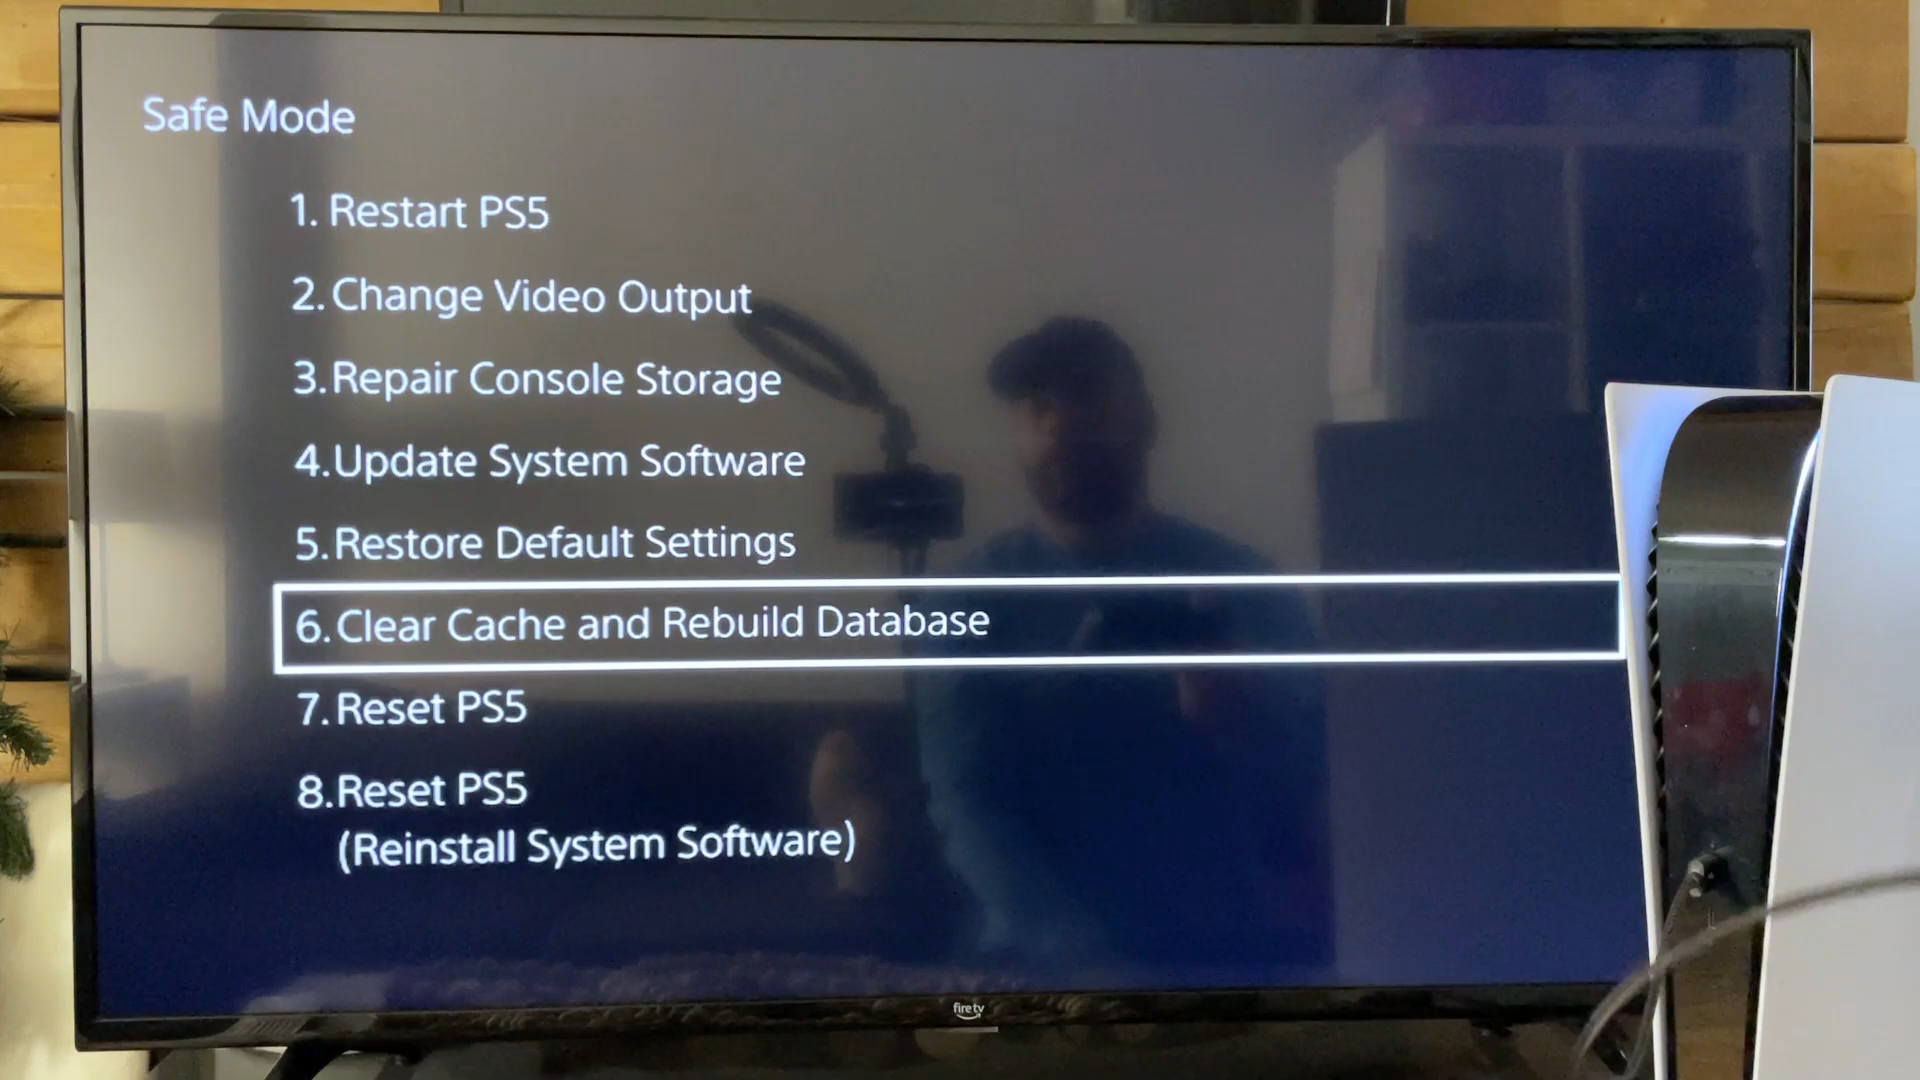 Safe Mode
1. Restart PS5
2. Change Video Output
3. Repair Console Storage
4. Update System Software
5. Restore Default Settings
6. Clear Cache and Rebuild Database
7. Reset PS5
8. Reset PS5
(Reinstall System Software)
fire tv